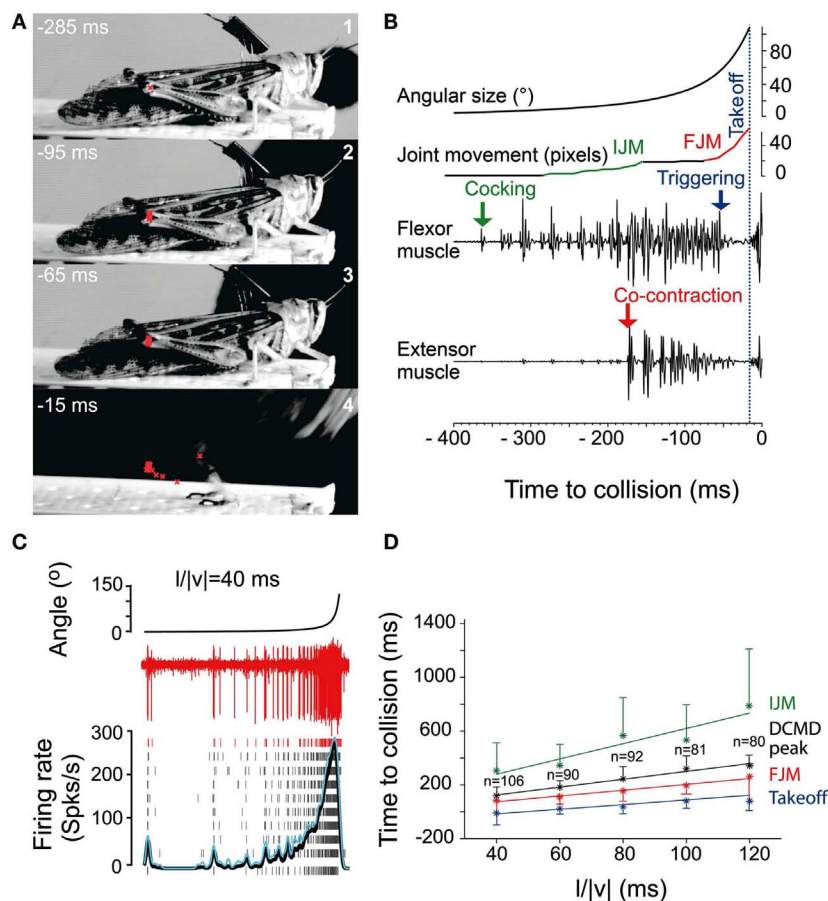 A
-285 ms
1
-95 ms
2
-65 ms
3
-15 ms
4
B
Angular size (°)
80
40
0
Takeoff
Joint movement (pixels)
IJM
FJM
40
0
Cocking
Triggering
Flexor
muscle
Co-contraction
Extensor
muscle
- 400
- 300
-200
-100
0
Time to collision (ms)
C
l/|v|=40 ms
Angle (º)
150
0
Firing rate
(Spks/s)
300
200
100
0
D
Time to collision (ms)
1400
1000
600
200
-200
n=106
n=90
n=92
n=81
n=80
IJM
DCMD
peak
FJM
Takeoff
40
60
80
100
120
l/|v| (ms)